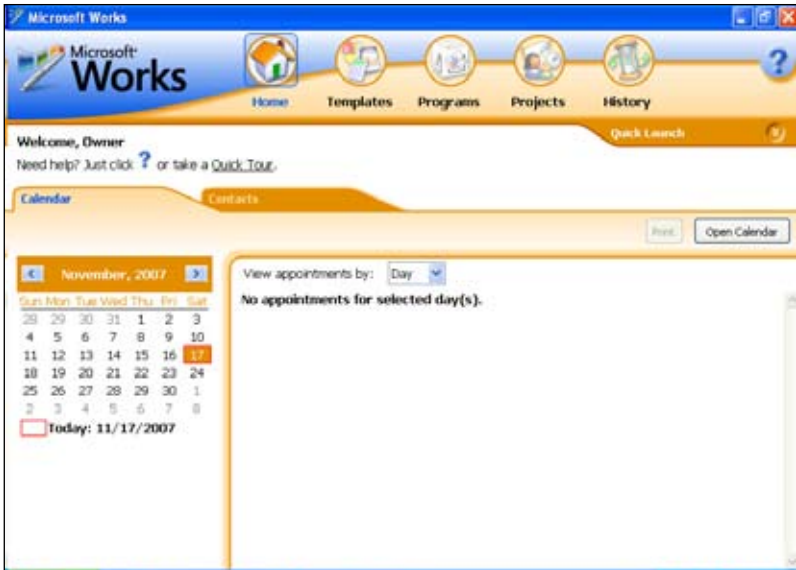 Microsoft Works
Microsoft®
Works
Home Templates Programs Projects History
?
Quick Launch
Welcome, Owner
Need help? Just click ? or take a Quick Tour.
Calendar Contacts
Print Open Calendar
November, 2007
View appointments by: Day
No appointments for selected day(s).
Sun Mon Tue Wed Thu Fri Sat
28 29 30 31 1 2 3
4 5 6 7 8 9 10
11 12 13 14 15 16 17
18 19 20 21 22 23 24
25 26 27 28 29 30 1
2 3 4 5 6 7 8
Today: 11/17/2007